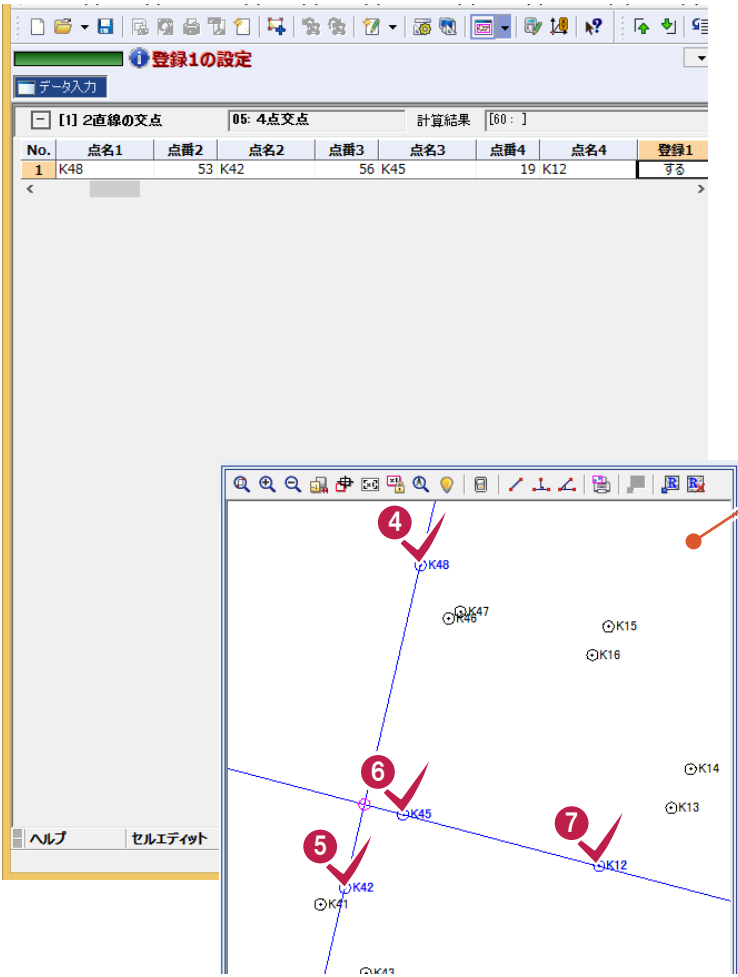 登録1の設定
データ入力
[1] 2直線の交点 05: 4点交点 計算結果 [60: ]
No. 点名1 点番2 点名2 点番3 点名3 点番4 点名4 登録1
1 K48 53 K42 56 K45 19 K12 する
ヘルプ セルエディット
4
K48
K47
K46
K15
K16
6
K14
K13
K45
7
5
K12
K42
K41
K43